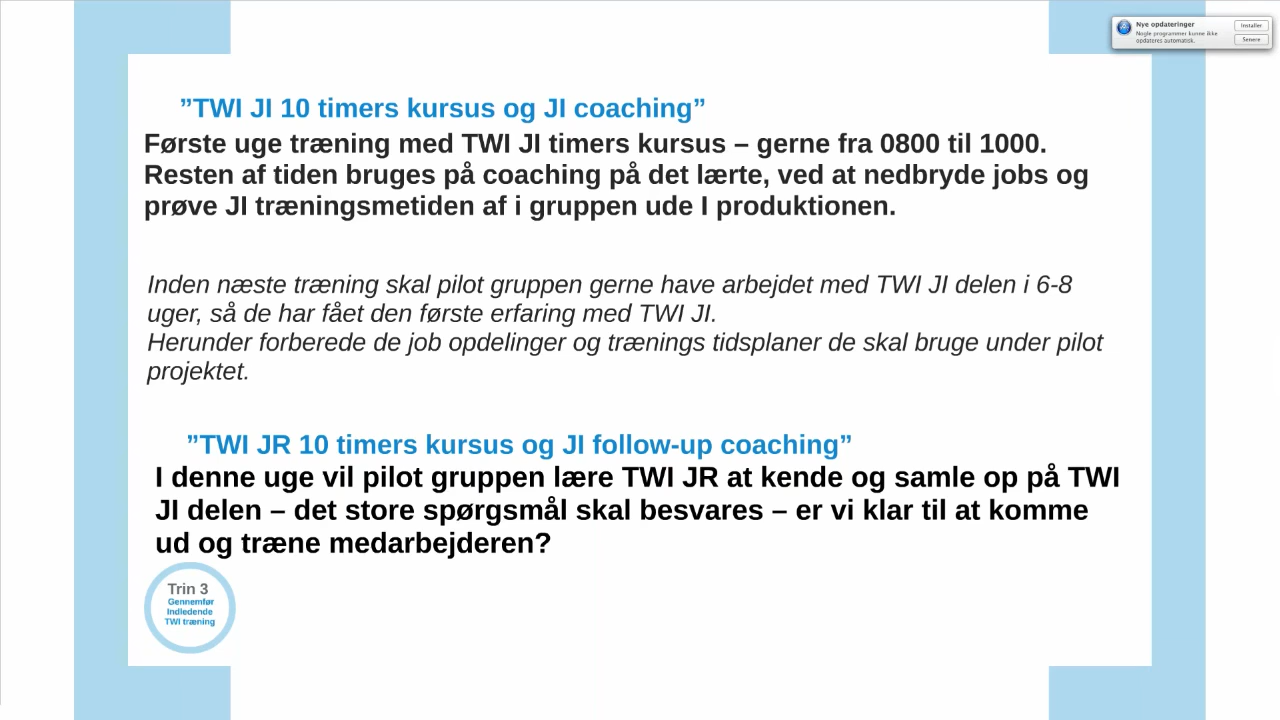 Nye opdateringer
Nogle programmer kunne ikke
opdateres automatisk.
Installer
Senere
”TWI JI 10 timers kursus og JI coaching”
Første uge træning med TWI JI timers kursus – gerne fra 0800 til 1000.
Resten af tiden bruges på coaching på det lærte, ved at nedbryde jobs og
prøve JI træningsmetiden af i gruppen ude I produktionen.
Inden næste træning skal pilot gruppen gerne have arbejdet med TWI JI delen i 6-8
uger, så de har fået den første erfaring med TWI JI.
Herunder forberede de job opdelinger og trænings tidsplaner de skal bruge under pilot
projektet.
”TWI JR 10 timers kursus og JI follow-up coaching”
I denne uge vil pilot gruppen lære TWI JR at kende og samle op på TWI
JI delen – det store spørgsmål skal besvares – er vi klar til at komme
ud og træne medarbejderen?
Trin 3
Gennemfør
Indledende
TWI træning